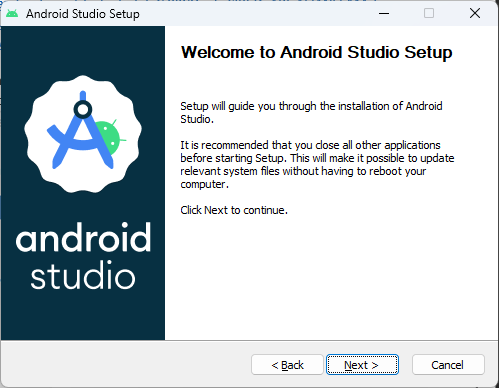 Android Studio Setup
Welcome to Android Studio Setup
Setup will guide you through the installation of Android
Studio.
It is recommended that you close all other applications
before starting Setup. This will make it possible to update
relevant system files without having to reboot your
computer.
Click Next to continue.
android
studio
< Back
Next >
Cancel